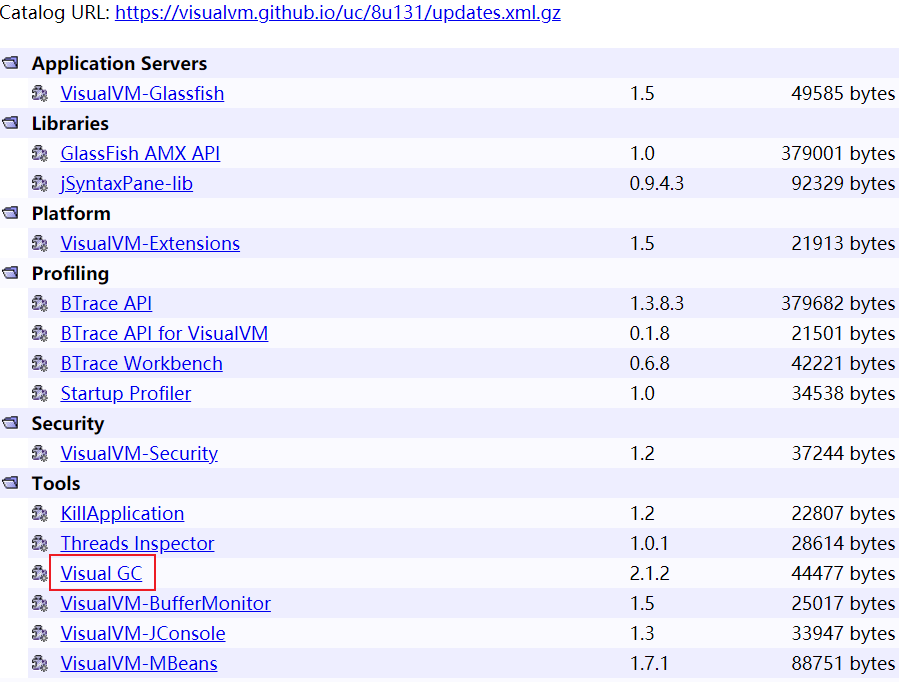 Catalog URL: https://visualvm.github.io/uc/8u131/updates.xml.gz
Application Servers
VisualVM-Glassfish 1.5 49585 bytes
Libraries
GlassFish AMX API 1.0 379001 bytes
jSyntaxPane-lib 0.9.4.3 92329 bytes
Platform
VisualVM-Extensions 1.5 21913 bytes
Profiling
BTrace API 1.3.8.3 379682 bytes
BTrace API for VisualVM 0.1.8 21501 bytes
BTrace Workbench 0.6.8 42221 bytes
Startup Profiler 1.0 34538 bytes
Security
VisualVM-Security 1.2 37244 bytes
Tools
KillApplication 1.2 22807 bytes
Threads Inspector 1.0.1 28614 bytes
Visual GC 2.1.2 44477 bytes
VisualVM-BufferMonitor 1.5 25017 bytes
VisualVM-JConsole 1.3 33947 bytes
VisualVM-MBeans 1.7.1 88751 bytes